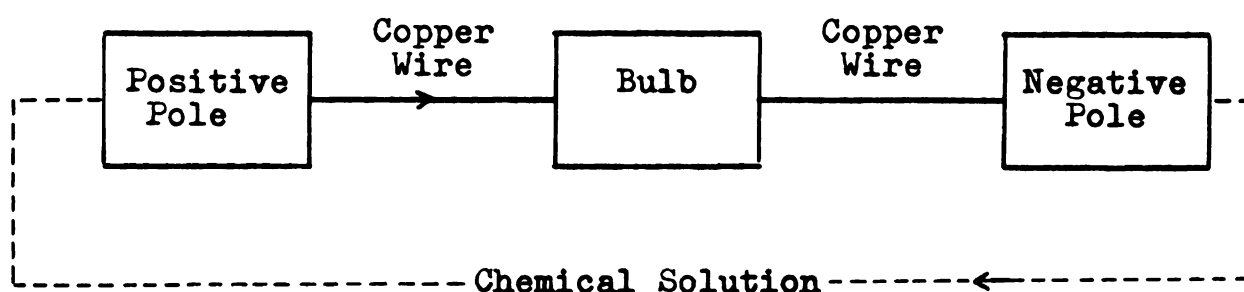 Positive
Pole
Copper
Wire
Bulb
Copper
Wire
Negative
Pole
Chemical Solution